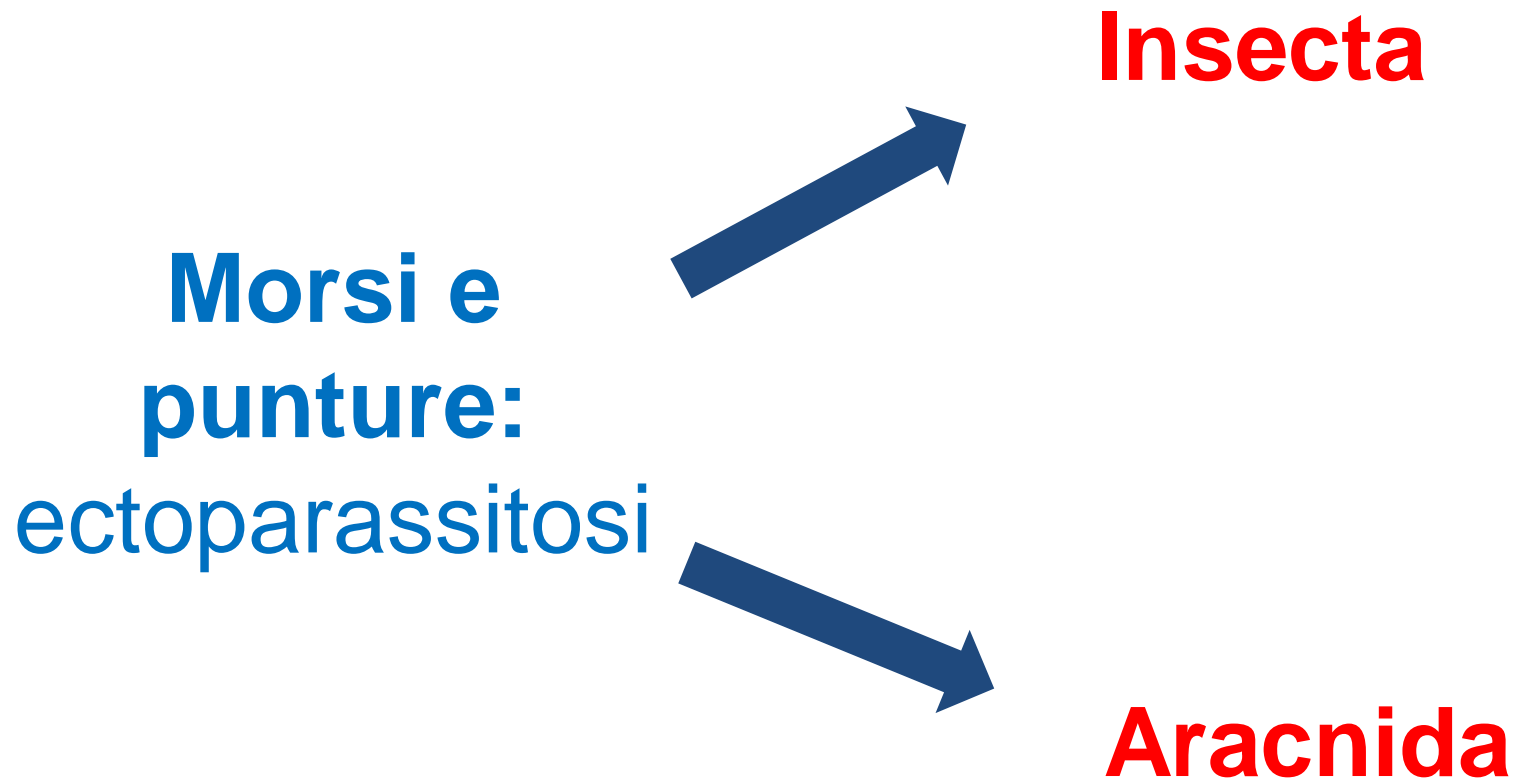 Insecta
Morsi e
punture:
ectoparassitosi
Aracnida